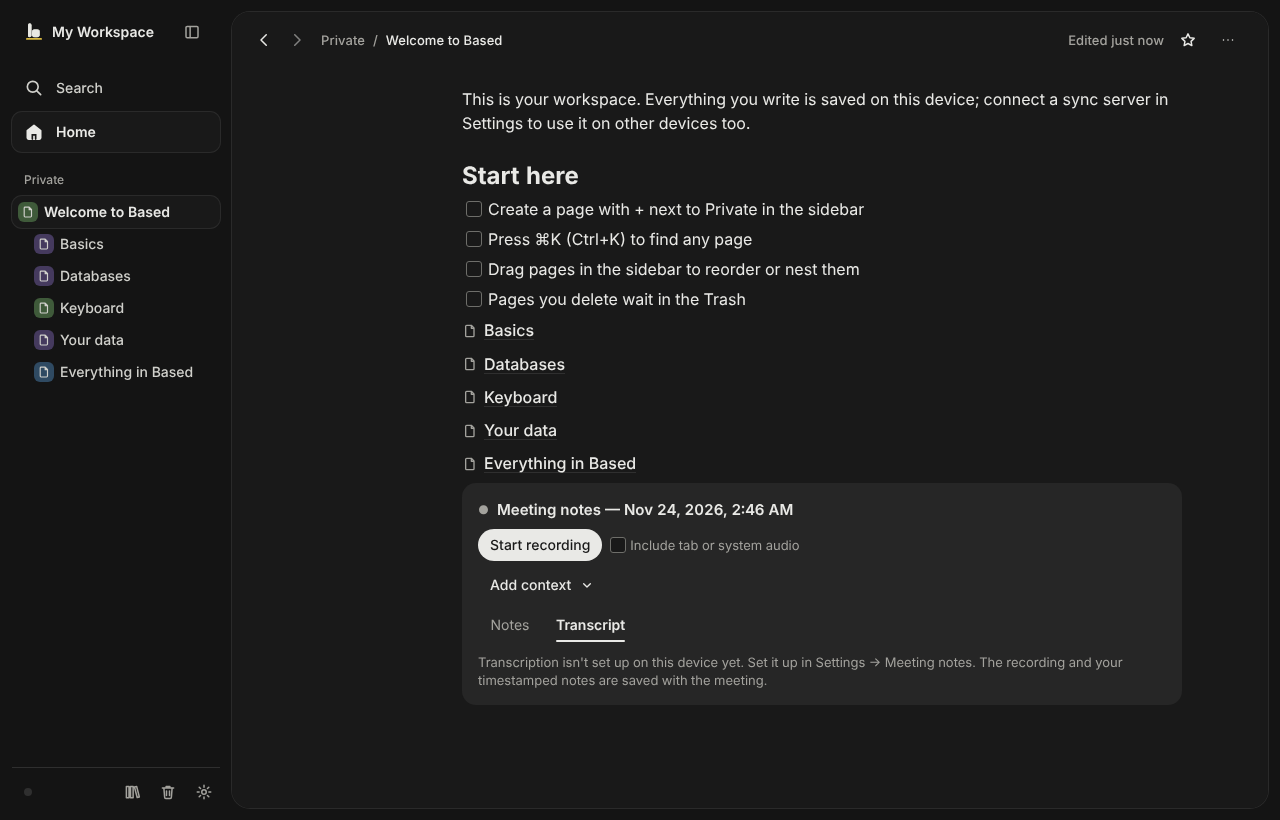 My Workspace
Search
Home
Private
Welcome to Based
Basics
Databases
Keyboard
Your data
Everything in Based
Private / Welcome to Based
Edited just now
This is your workspace. Everything you write is saved on this device; connect a sync server in
Settings to use it on other devices too.
Start here
Create a page with + next to Private in the sidebar
Press ⌘K (Ctrl+K) to find any page
Drag pages in the sidebar to reorder or nest them
Pages you delete wait in the Trash
Basics
Databases
Keyboard
Your data
Everything in Based
Meeting notes — Nov 24, 2026, 2:46 AM
Start recording
Include tab or system audio
Add context
Notes
Transcript
Transcription isn't set up on this device yet. Set it up in Settings → Meeting notes. The recording and your
timestamped notes are saved with the meeting.